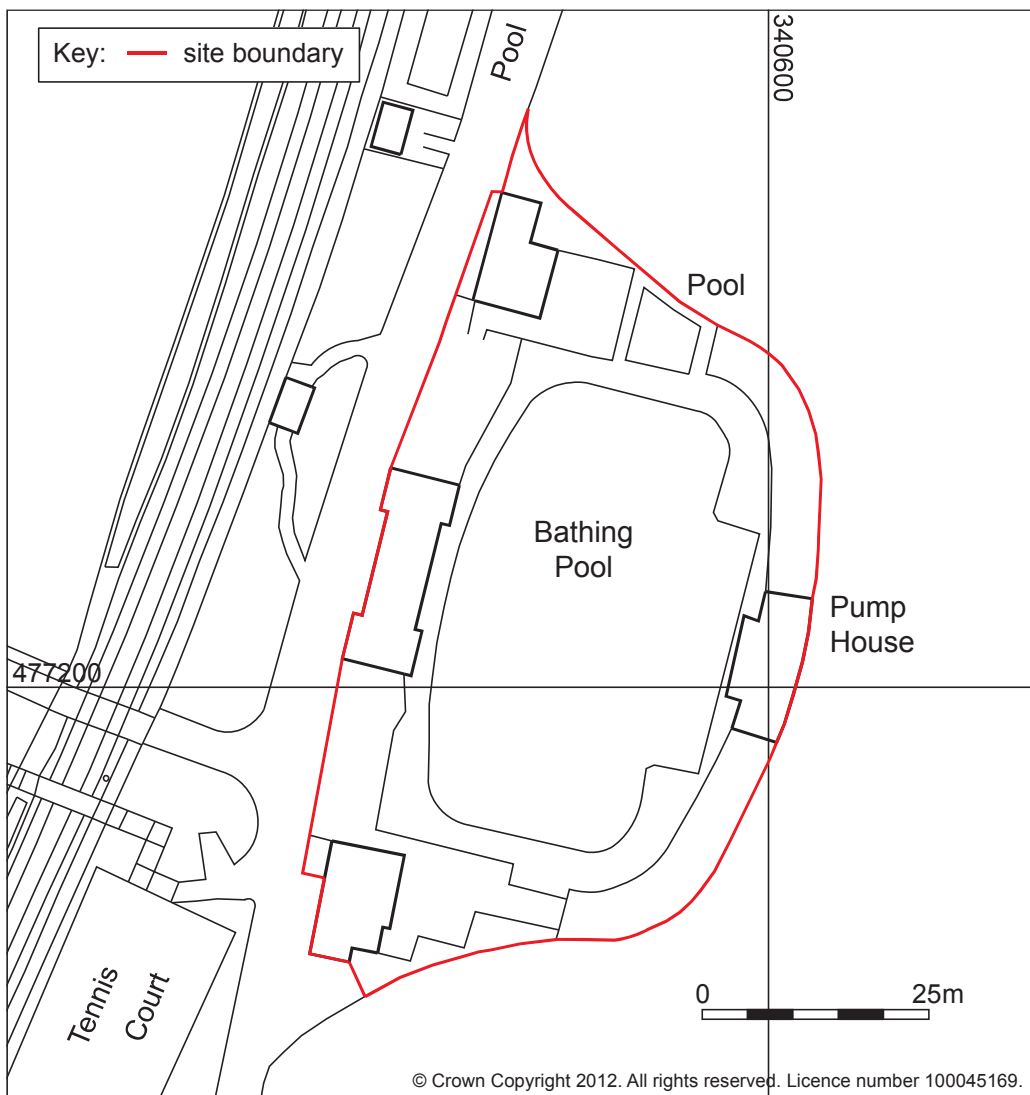 Key: site boundary
Pool
340600
Pool
Bathing
Pool
Pump
House
477200
Tennis
Court
0 25m
© Crown Copyright 2012. All rights reserved. Licence number 100045169.